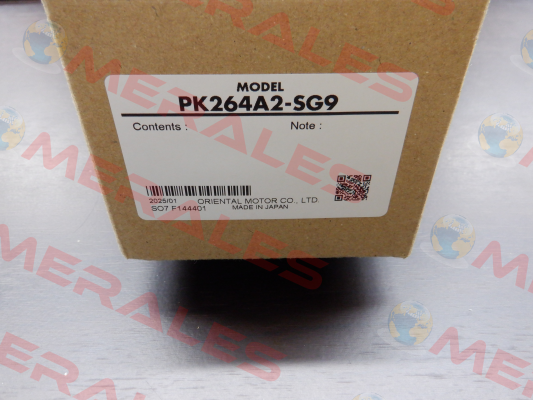 MODEL
PK264A2-SG9
Contents : Note :
2025/01 ORIENTAL MOTOR CO., LTD.
SO7 F144401 MADE IN JAPAN
MERALES
MERALES
MERALES
MERALES